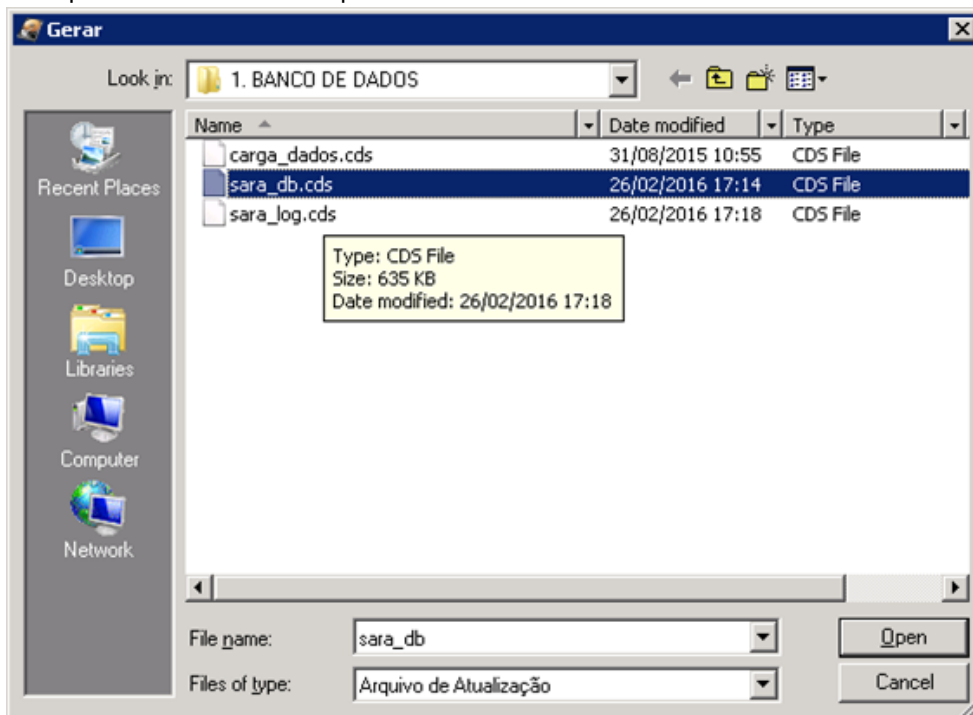 Gerar
Look in: 1. BANCO DE DADOS
Name Date modified Type
carga_dados.cds 31/08/2015 10:55 CDS File
sara_db.cds 26/02/2016 17:14 CDS File
sara_log.cds 26/02/2016 17:18 CDS File
Type: CDS File
Size: 635 KB
Date modified: 26/02/2016 17:18
Recent Places
Desktop
Libraries
Computer
Network
File name: sara_db Open
Files of type: Arquivo de Atualização Cancel